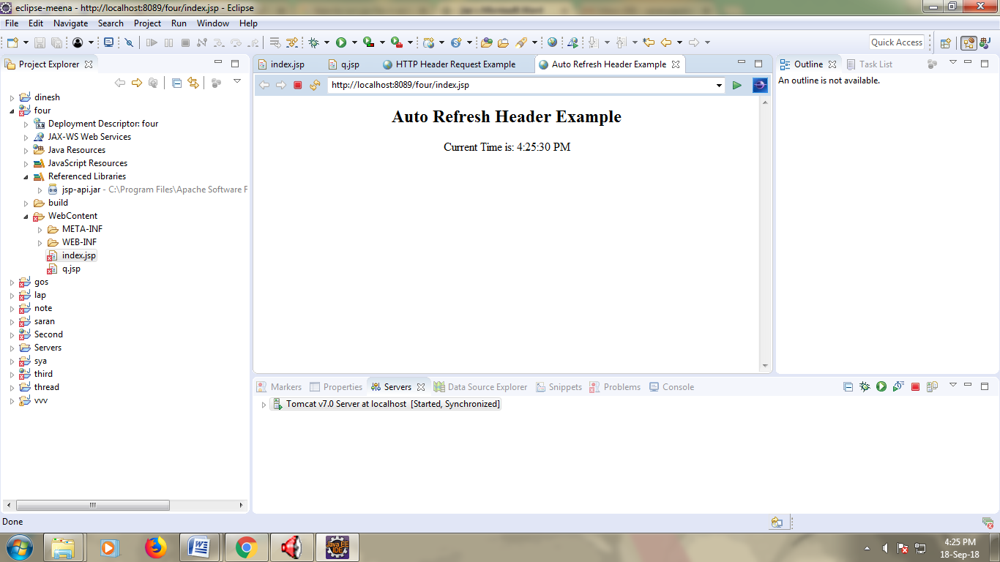 eclipse-meena - http://localhost:8089/four/index.jsp - Eclipse
File Edit Navigate Search Project Run Window Help
Quick Access
Project Explorer
dinesh
four
3.0 Deployment Descriptor: four
JAX-WS Web Services
Java Resources
JavaScript Resources
Referenced Libraries
jsp-api.jar - C:\Program Files\Apache Software F
build
WebContent
META-INF
WEB-INF
index.jsp
q.jsp
gos
lap
note
saran
Second
Servers
sya
third
thread
vvv
index.jsp q.jsp HTTP Header Request Example Auto Refresh Header Example
http://localhost:8089/four/index.jsp
Auto Refresh Header Example
Current Time is: 4:25:30 PM
Outline Task List
An outline is not available.
Markers Properties Servers Data Source Explorer Snippets Problems Console
Tomcat v7.0 Server at localhost [Started, Synchronized]
Done
Java EE
IDE
4:25 PM
18-Sep-18